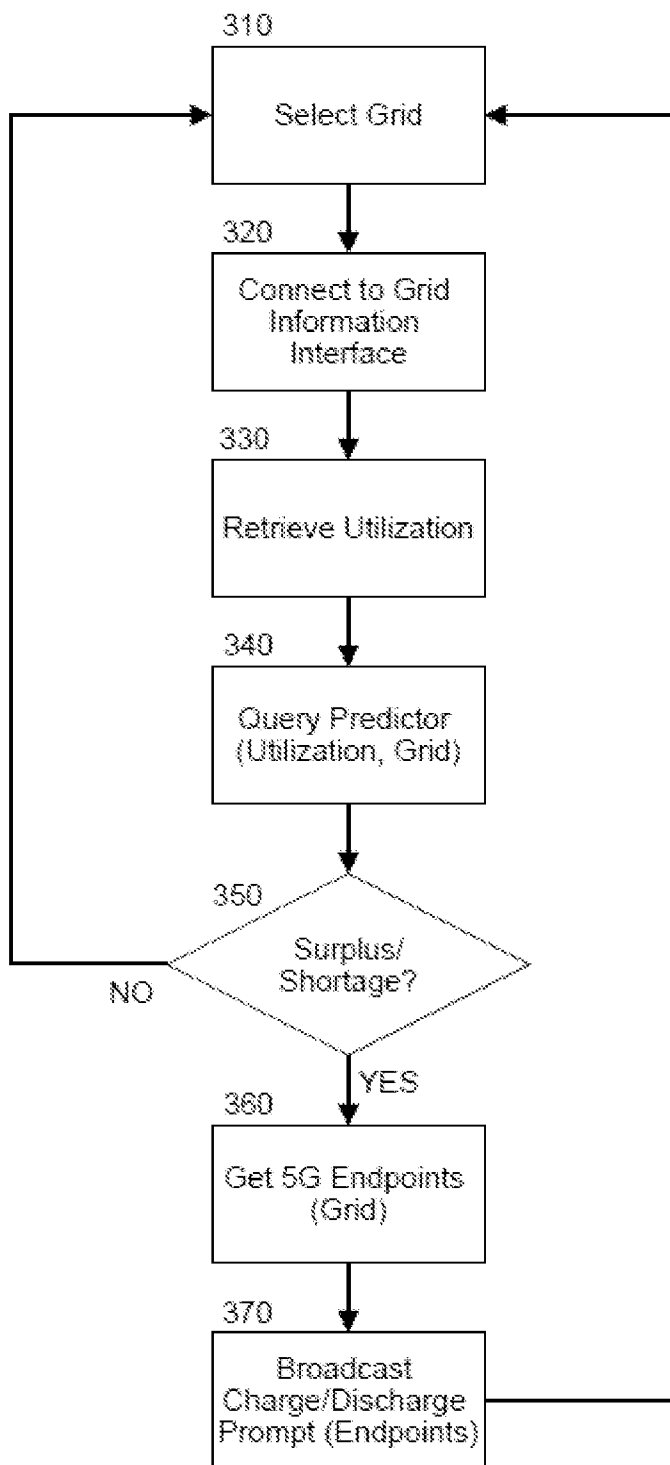 310
Select Grid
320
Connect to Grid
Information
Interface
330
Retrieve Utilization
340
Query Predictor
(Utilization, Grid)
350
Surplus/
Shortage?
NO
YES
360
Get 5G Endpoints
(Grid)
370
Broadcast
Charge/Discharge
Prompt (Endpoints)